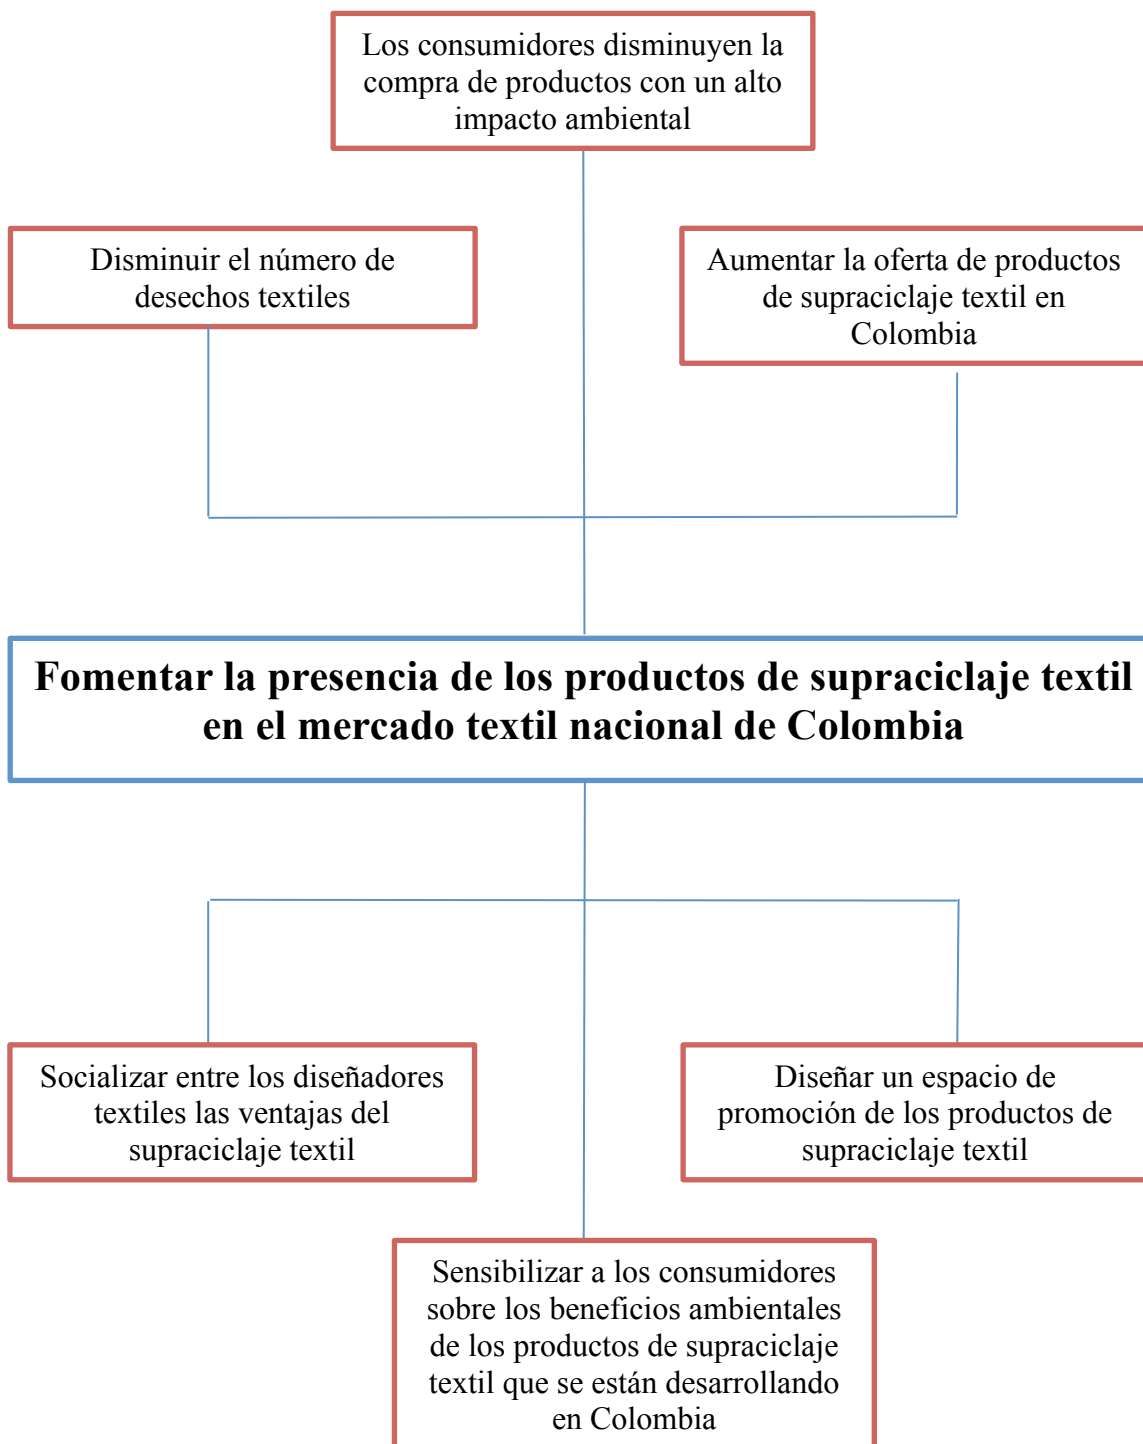 Los consumidores disminuyen la
compra de productos con un alto
impacto ambiental
Disminuir el número de
desechos textiles
Aumentar la oferta de productos
de supraciclaje textil en
Colombia
Fomentar la presencia de los productos de supraciclaje textil
en el mercado textil nacional de Colombia
Socializar entre los diseñadores
textiles las ventajas del
supraciclaje textil
Diseñar un espacio de
promoción de los productos de
supraciclaje textil
Sensibilizar a los consumidores
sobre los beneficios ambientales
de los productos de supraciclaje
textil que se están desarrollando
en Colombia